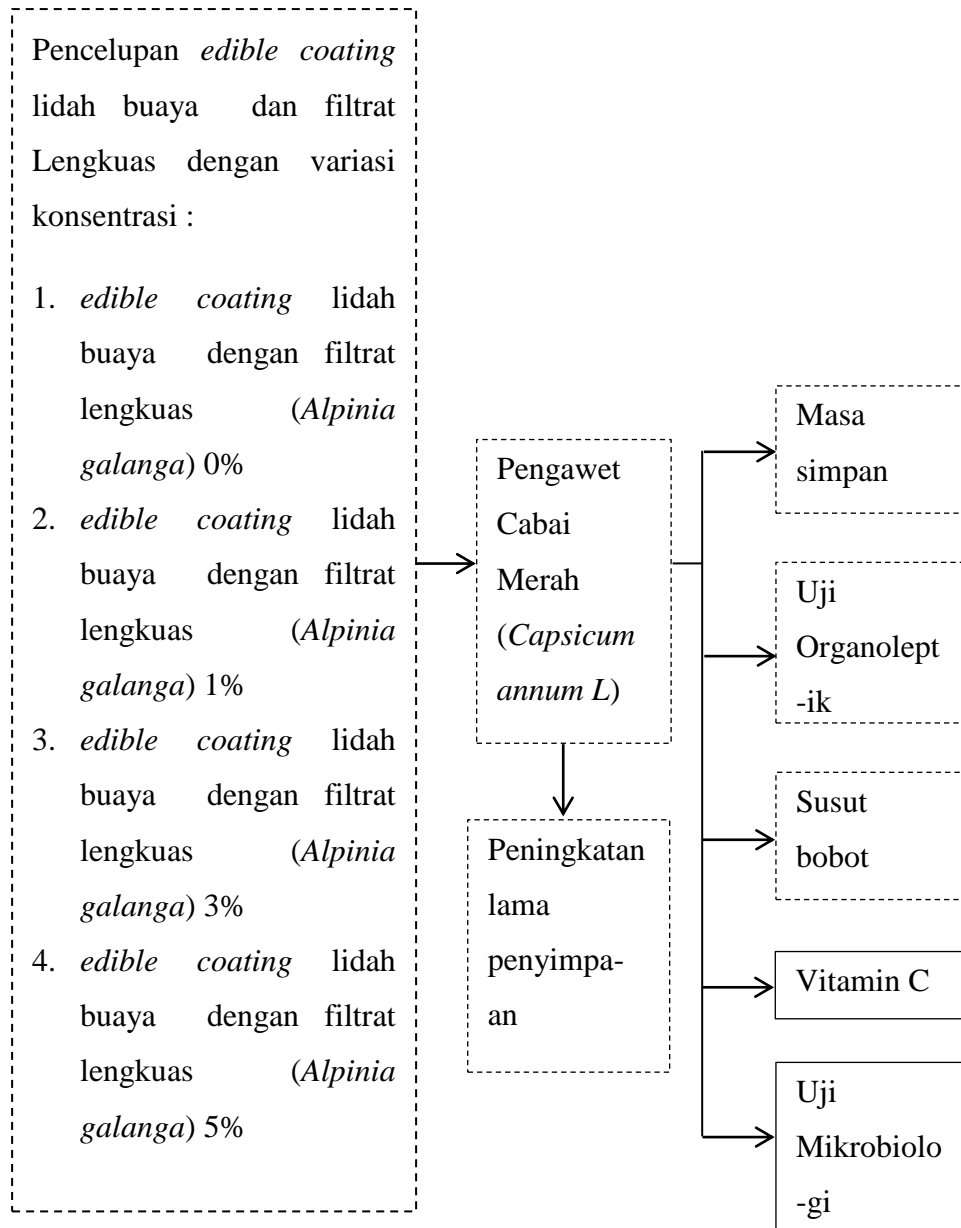 Pencelupan edible coating
lidah buaya dan filtrat
Lengkuas dengan variasi
konsentrasi :
1. edible coating lidah
buaya dengan filtrat
lengkuas (Alpinia
galanga) 0%
2. edible coating lidah
buaya dengan filtrat
lengkuas (Alpinia
galanga) 1%
3. edible coating lidah
buaya dengan filtrat
lengkuas (Alpinia
galanga) 3%
4. edible coating lidah
buaya dengan filtrat
lengkuas (Alpinia
galanga) 5%
Pengawet
Cabai
Merah
(Capsicum
annum L)
Peningkatan
lama
penyimpa-
an
Masa
simpan
Uji
Organolept
-ik
Susut
bobot
Vitamin C
Uji
Mikrobiolo
-gi